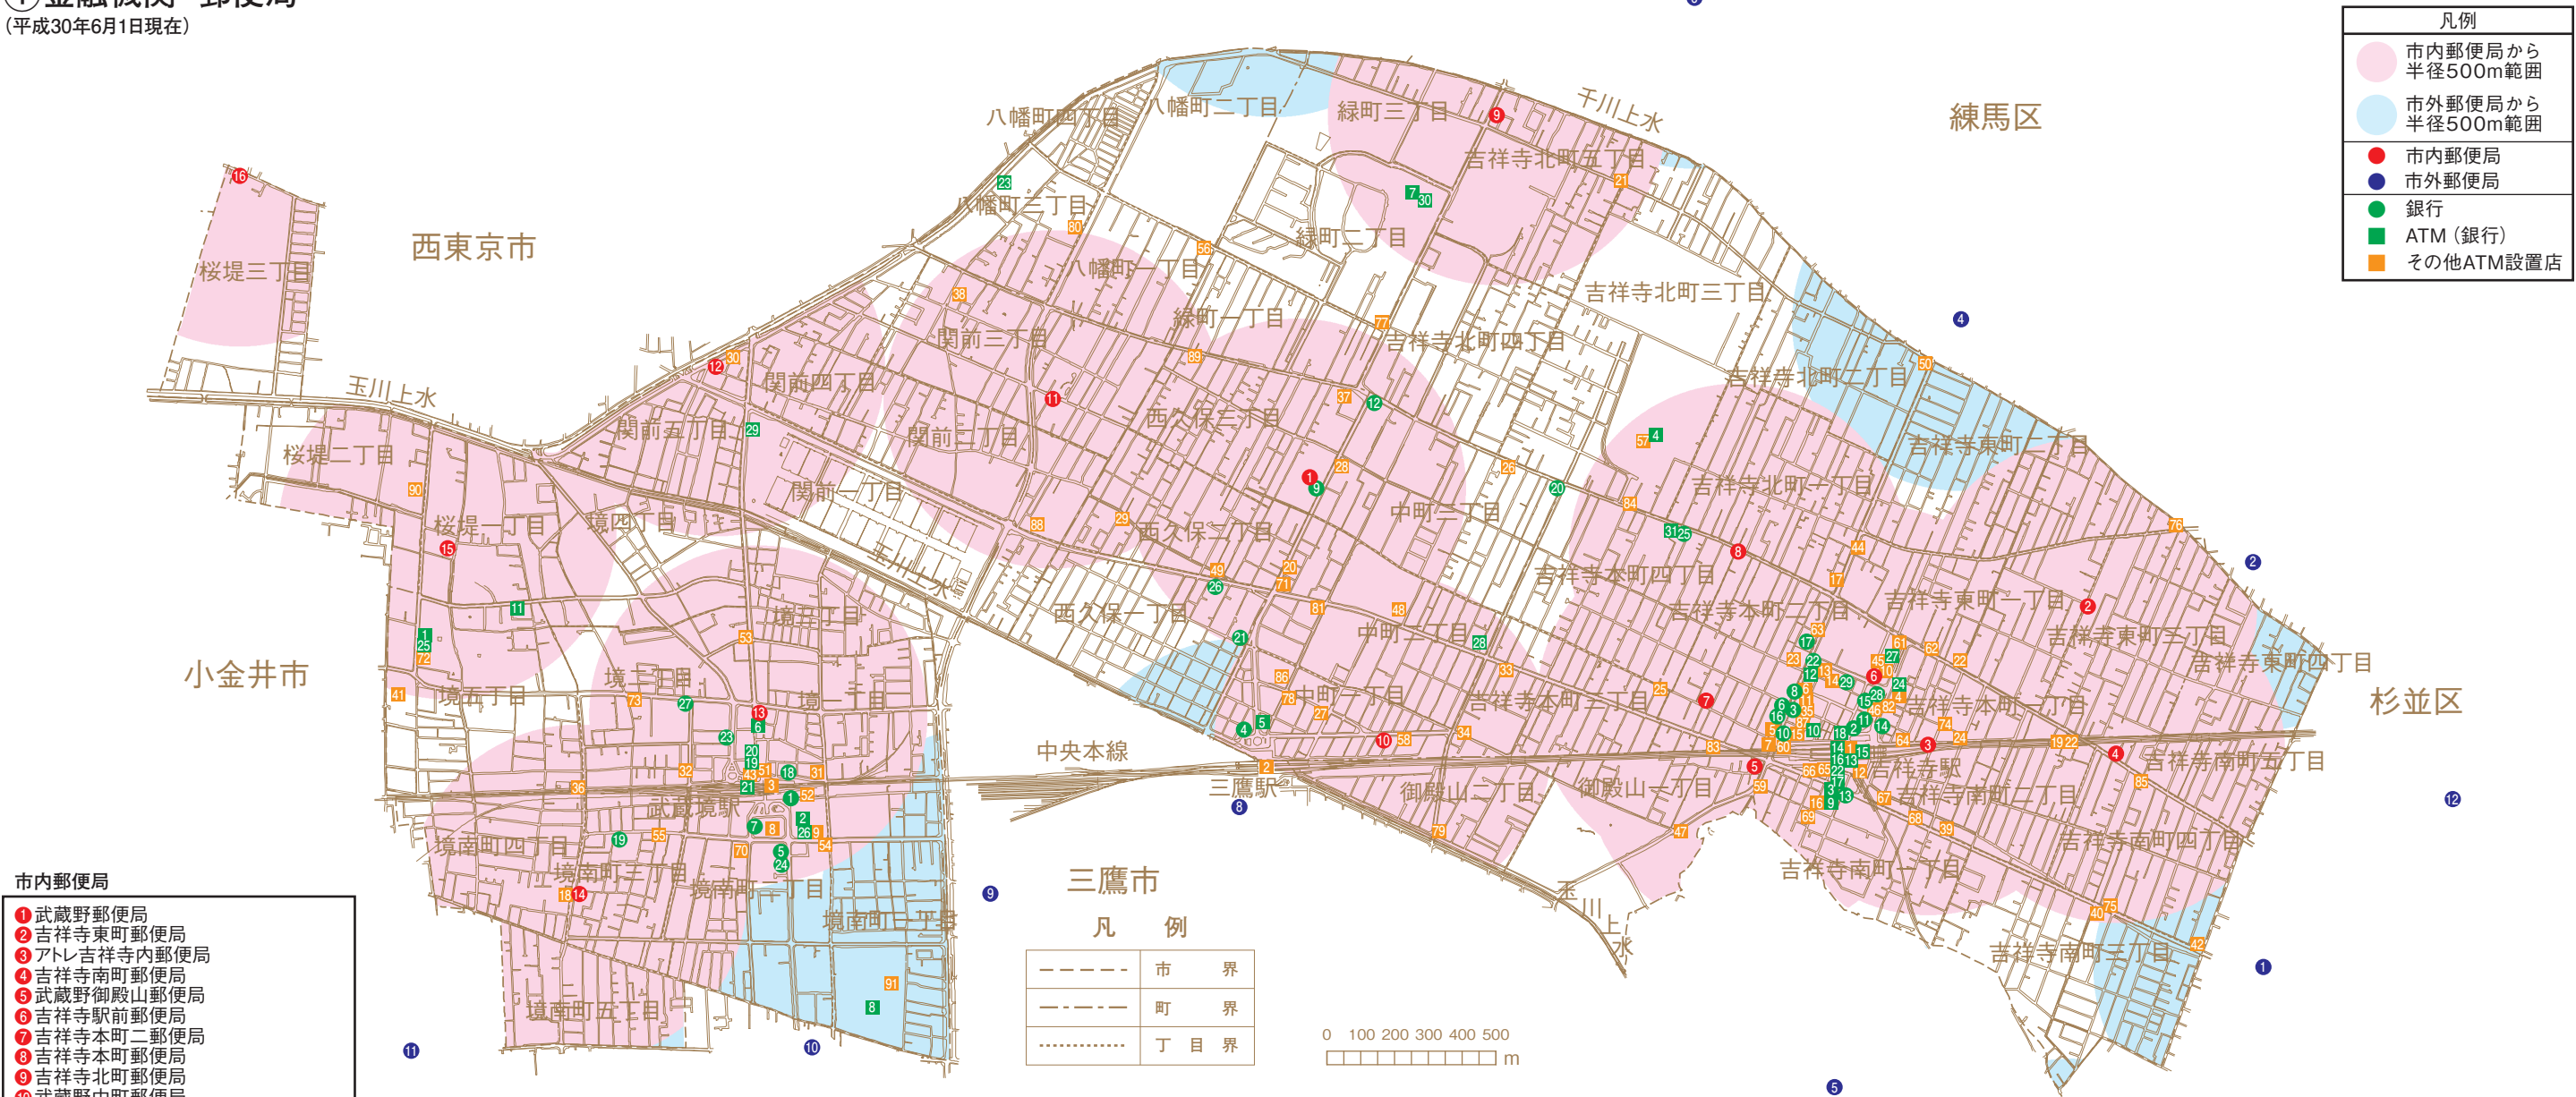 ①金融機関・郵便局
(平成30年6月1日現在)
凡例
市内郵便局から
半径500m範囲
市外郵便局から
半径500m範囲
市内郵便局
市外郵便局
銀行
ATM(銀行)
その他ATM設置店
練馬区
西東京市
小金井市
三鷹市
杉並区
千川上水
玉川上水
玉川上水
玉川上水
八幡町四丁目
八幡町二丁目
緑町三丁目
吉祥寺北町五丁目
八幡町三丁目
緑町二丁目
八幡町一丁目
桜堤三丁目
吉祥寺北町三丁目
緑町一丁目
関前三丁目
吉祥寺北町四丁目
吉祥寺北町二丁目
関前四丁目
西久保三丁目
関前五丁目
関前二丁目
吉祥寺東町二丁目
桜堤二丁目
関前一丁目
吉祥寺北町一丁目
中町三丁目
桜堤一丁目
境四丁目
西久保二丁目
吉祥寺本町四丁目
吉祥寺東町一丁目
境三丁目
西久保一丁目
吉祥寺本町二丁目
中町二丁目
吉祥寺東町三丁目
吉祥寺東町四丁目
境二丁目
境一丁目
境五丁目
中町一丁目
吉祥寺本町三丁目
吉祥寺本町一丁目
中央本線
三鷹駅
吉祥寺駅
武蔵境駅
吉祥寺南町五丁目
御殿山二丁目
御殿山一丁目
吉祥寺南町二丁目
境南町四丁目
境南町三丁目
境南町二丁目
吉祥寺南町四丁目
吉祥寺南町一丁目
境南町一丁目
吉祥寺南町三丁目
境南町五丁目
市内郵便局
1 武蔵野郵便局
2 吉祥寺東町郵便局
3 アトレ吉祥寺内郵便局
4 吉祥寺南町郵便局
5 武蔵野御殿山郵便局
6 吉祥寺駅前郵便局
7 吉祥寺本町二郵便局
8 吉祥寺本町郵便局
9 吉祥寺北町郵便局
10 武蔵野中町郵便局
凡 例
市 界
町 界
丁 目 界
0 100 200 300 400 500
m